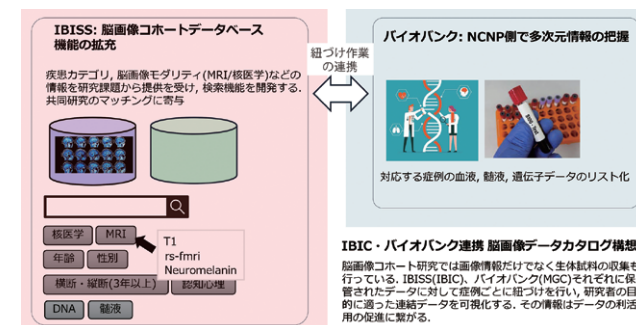 IBISS: 脳画像コホートデータベース
機能の拡充
疾患カテゴリ, 脳画像モダリティ(MRI/核医学)などの
情報を研究課題から提供を受け, 検索機能を開発する.
共同研究のマッチングに寄与
核医学
MRI
T1
rs-fmri
Neuromelanin
年齢
性別
横断・縦断(3年以上)
認知心理
DNA
髄液
紐づけ作業
の連携
バイオバンク: NCNP側で多次元情報の把握
対応する症例の血液, 髄液, 遺伝子データのリスト化
IBIC・バイオバンク連携 脳画像データカタログ構想
脳画像コホート研究では画像情報だけでなく生体試料の収集も
行っている. IBISS(IBIC)、バイオバンク(MGC)それぞれに保
管されたデータに対して症例ごとに紐づけを行い, 研究者の目
的に適った連結データを可視化する. その情報はデータの利活
用の促進に繋がる.